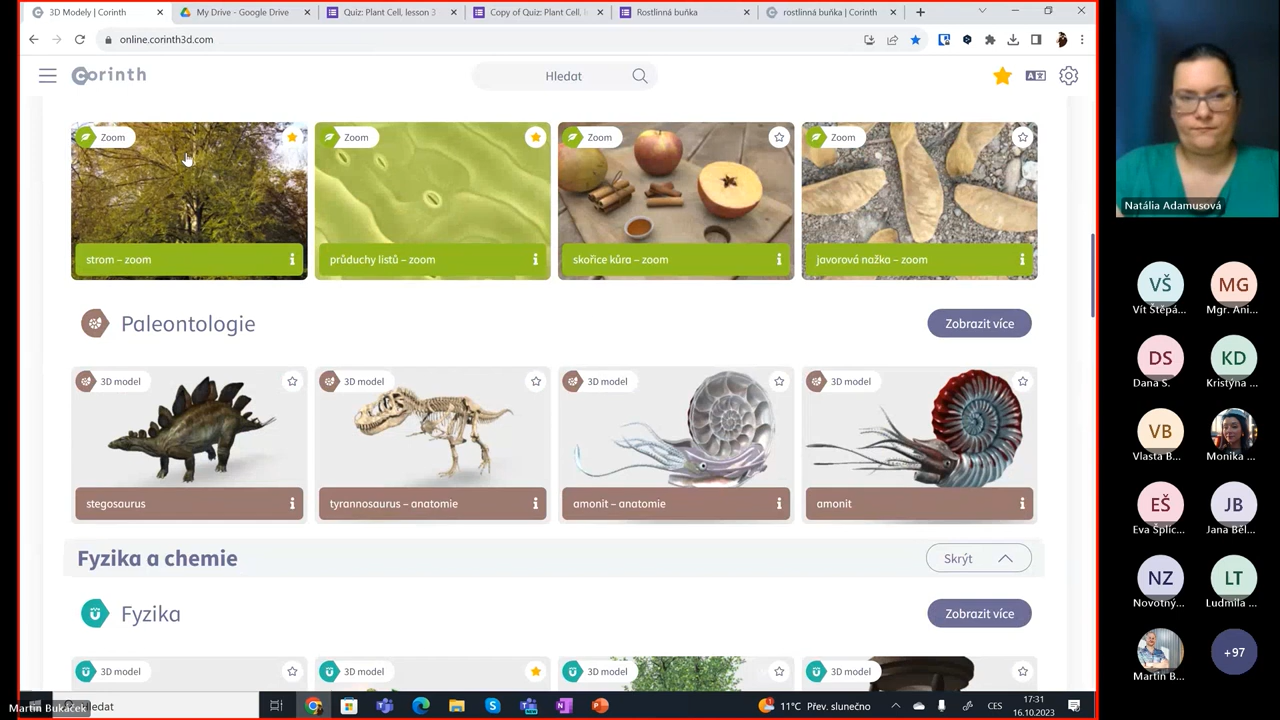 3D Modely | Corinth
My Drive - Google Drive
Quiz: Plant Cell, lesson 3
Copy of Quiz: Plant Cell, l
Rostlinná buňka
rostlinná buňka | Corinth
online.corinth3d.com
corinth
Hledat
Zoom
Zoom
Zoom
Zoom
strom – zoom
průduchy listů – zoom
skořice kůra – zoom
javorová nažka – zoom
Paleontologie
Zobrazit více
3D model
3D model
3D model
3D model
stegosaurus
tyrannosaurus – anatomie
amonit – anatomie
amonit
Fyzika a chemie
Skrýt
Fyzika
Zobrazit více
3D model
3D model
3D model
3D model
Martin Bukáček
hledat
11°C Přev. slunečno
CES
17:31
16.10.2023
Natália Adamusová
VŠ
MG
Vít Štěpá...
Mgr. Ani...
DS
KD
Dana S.
Kristýna ...
VB
Vlasta B...
Monika ...
EŠ
JB
Eva Šplíc...
Jana Běl...
NZ
LT
Novotný...
Ludmila ...
+97
Martin B...